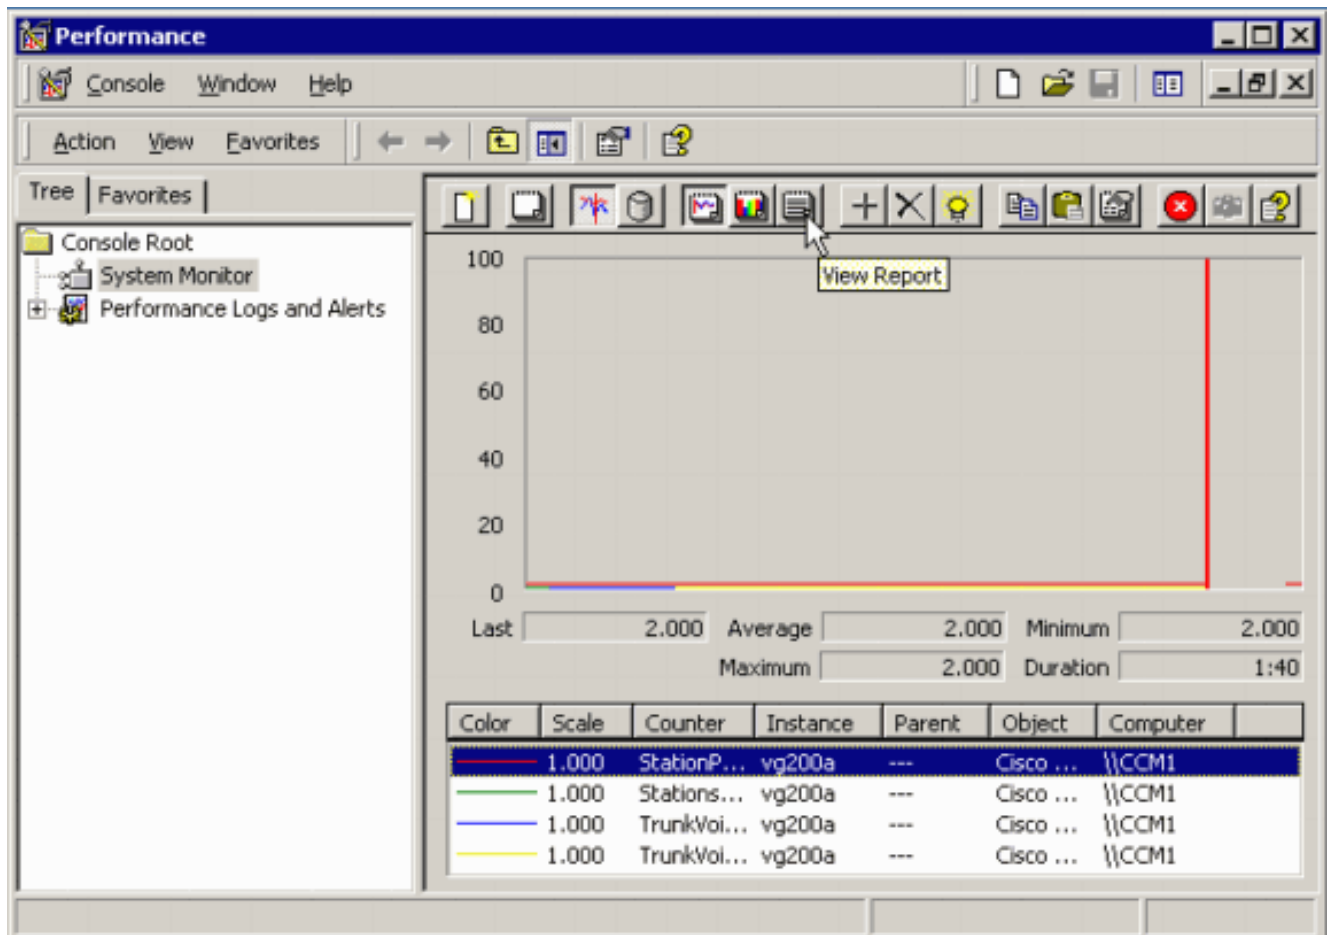 Performance
Console Window Help
Action View Favorites
Tree Favorites
Console Root
System Monitor
Performance Logs and Alerts
View Report
100
80
60
40
20
0
Last 2.000 Average 2.000 Minimum 2.000
Maximum 2.000 Duration 1:40
Color Scale Counter Instance Parent Object Computer
1.000 StationP... vg200a --- Cisco ... \\CCM1
1.000 Stations... vg200a --- Cisco ... \\CCM1
1.000 TrunkVoi... vg200a --- Cisco ... \\CCM1
1.000 TrunkVoi... vg200a --- Cisco ... \\CCM1